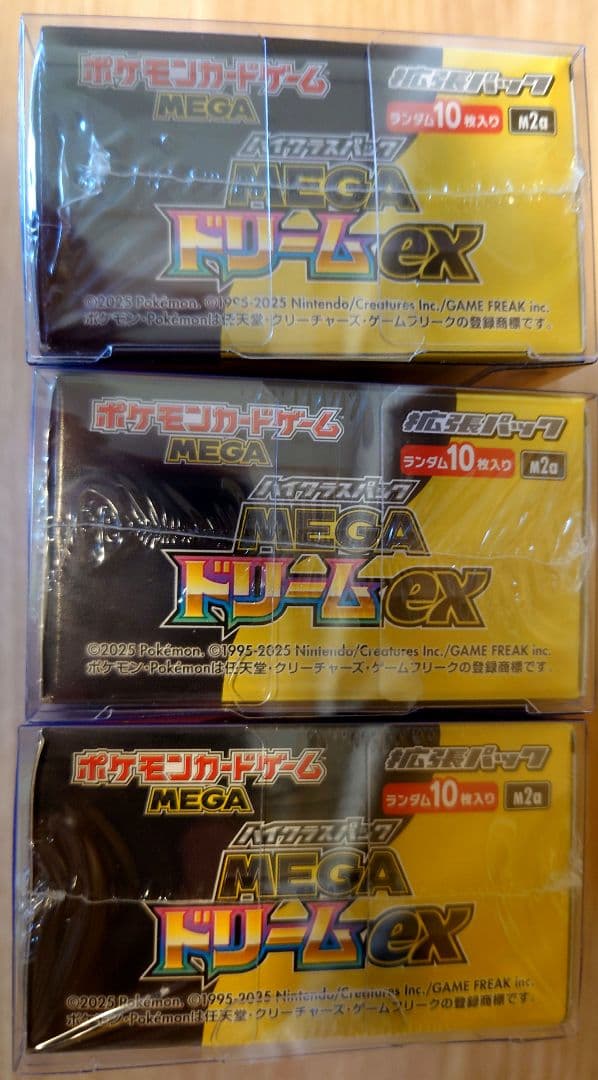 ポケモンカードゲーム
MEGA
拡張パック
ランダム10枚入り
M2a
ハイクラスパック
MEGA
ドリームex
©2025 Pokémon. ©1995-2025 Nintendo/Creatures Inc./GAME FREAK inc.
ポケモン・Pokémonは任天堂・クリーチャーズ・ゲームフリークの登録商標です。
ポケモンカードゲーム
MEGA
拡張パック
ランダム10枚入り
M2a
ハイクラスパック
MEGA
ドリームex
©2025 Pokémon. ©1995-2025 Nintendo/Creatures Inc./GAME FREAK inc.
ポケモン・Pokémonは任天堂・クリーチャーズ・ゲームフリークの登録商標です。
ポケモンカードゲーム
MEGA
拡張パック
ランダム10枚入り
M2a
ハイクラスパック
MEGA
ドリームex
©2025 Pokémon. ©1995-2025 Nintendo/Creatures Inc./GAME FREAK inc.
ポケモン・Pokémonは任天堂・クリーチャーズ・ゲームフリークの登録商標です。